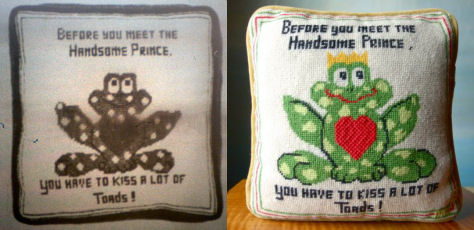 Before you meet the
Handsome Prince.
you have to kiss a lot of
Toads!
Before you meet the
Handsome Prince,
you have to kiss a lot of
Toads!